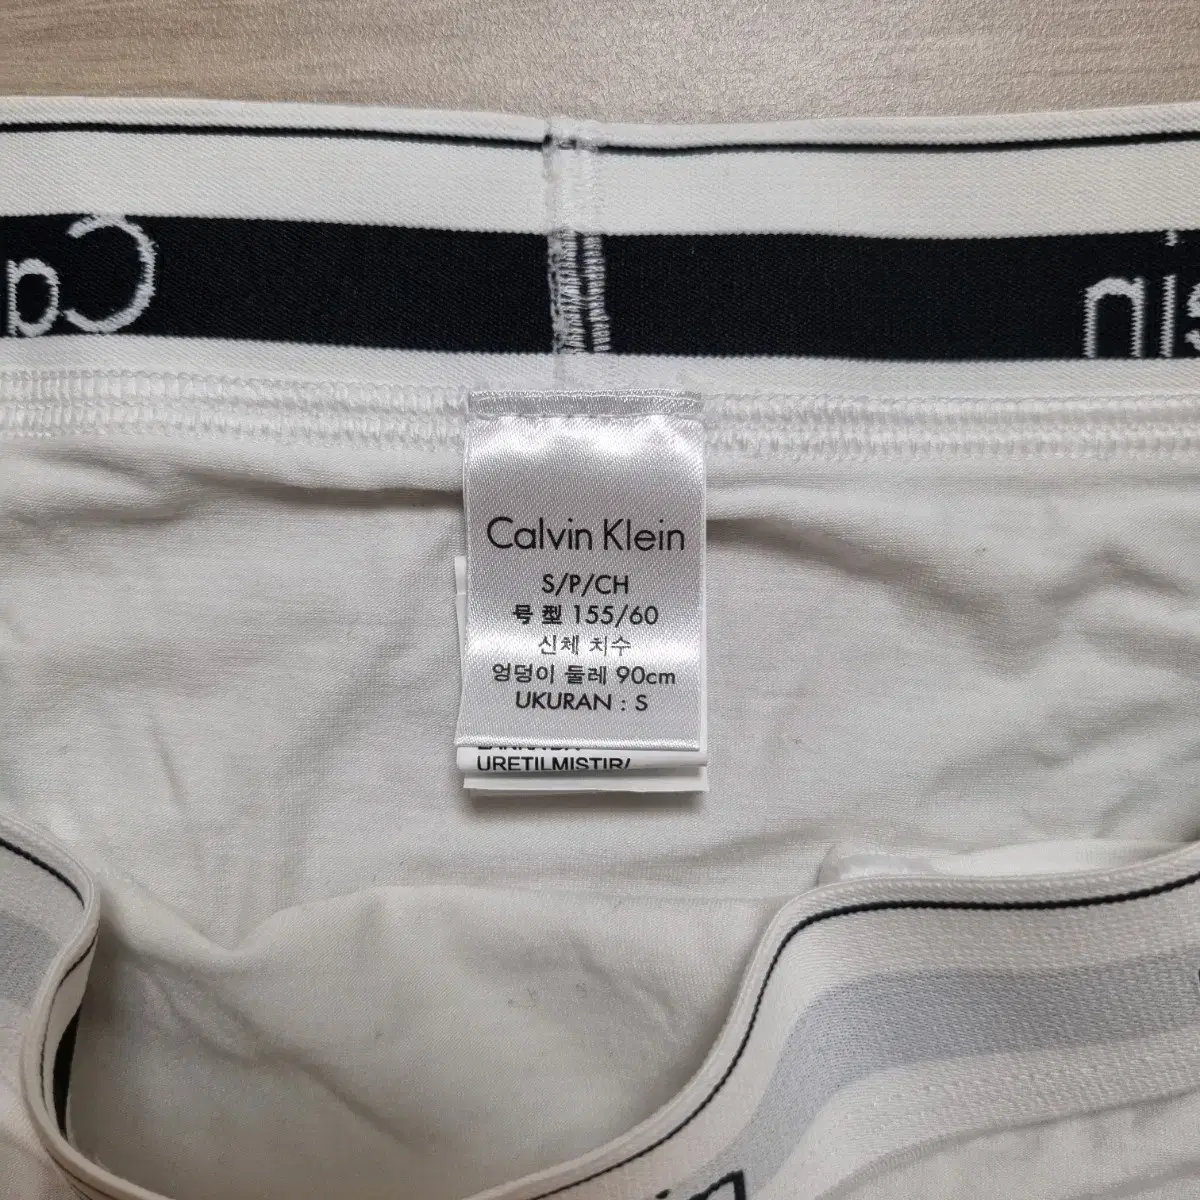 Calvin Klein
S/P/CH
号型 155/60
신체 치수
엉덩이 둘레 90cm
UKURAN : S
URETILMISTIR/